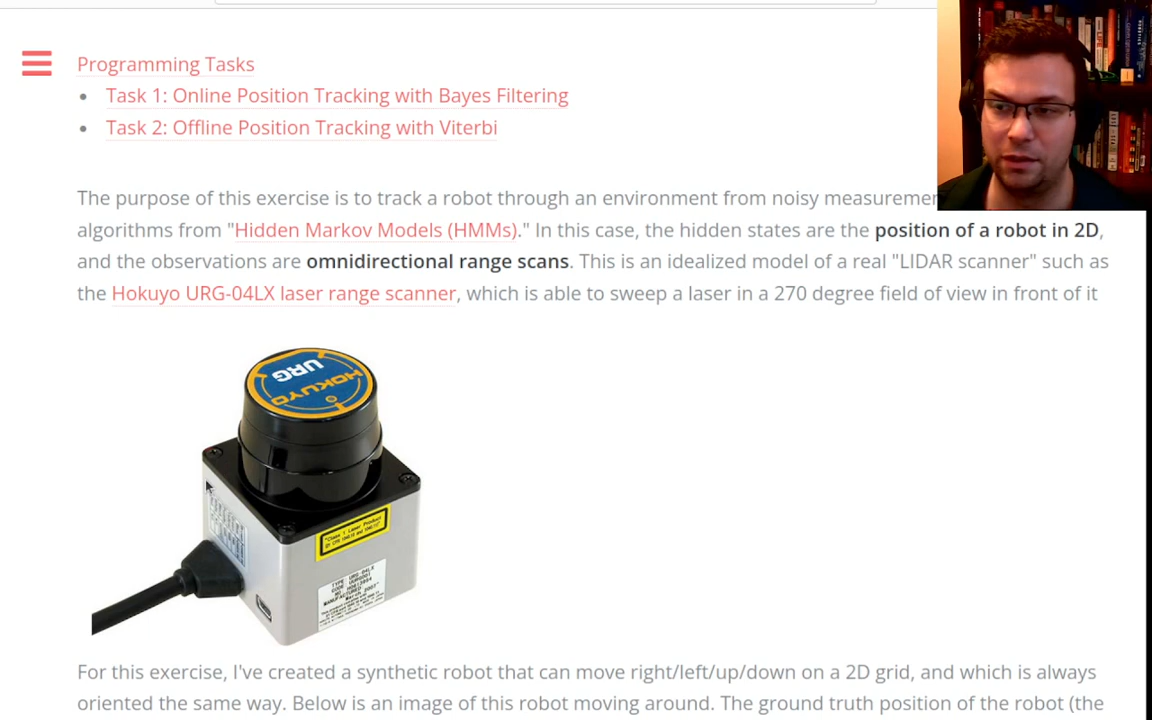 Programming Tasks
Task 1: Online Position Tracking with Bayes Filtering
Task 2: Offline Position Tracking with Viterbi
The purpose of this exercise is to track a robot through an environment from noisy
algorithms from "Hidden Markov Models (HMMs)." In this case, the hidden states are the position of a robot in 2D,
and the observations are omnidirectional range scans. This is an idealized model of a real "LIDAR scanner" such as
the Hokuyo URG-04LX laser range scanner, which is able to sweep a laser in a 270 degree field of view in front of it
URG
HOKUYO
For this exercise, I've created a synthetic robot that can move right/left/up/down on a 2D grid, and which is always
oriented the same way. Below is an image of this robot moving around. The ground truth position of the robot (the